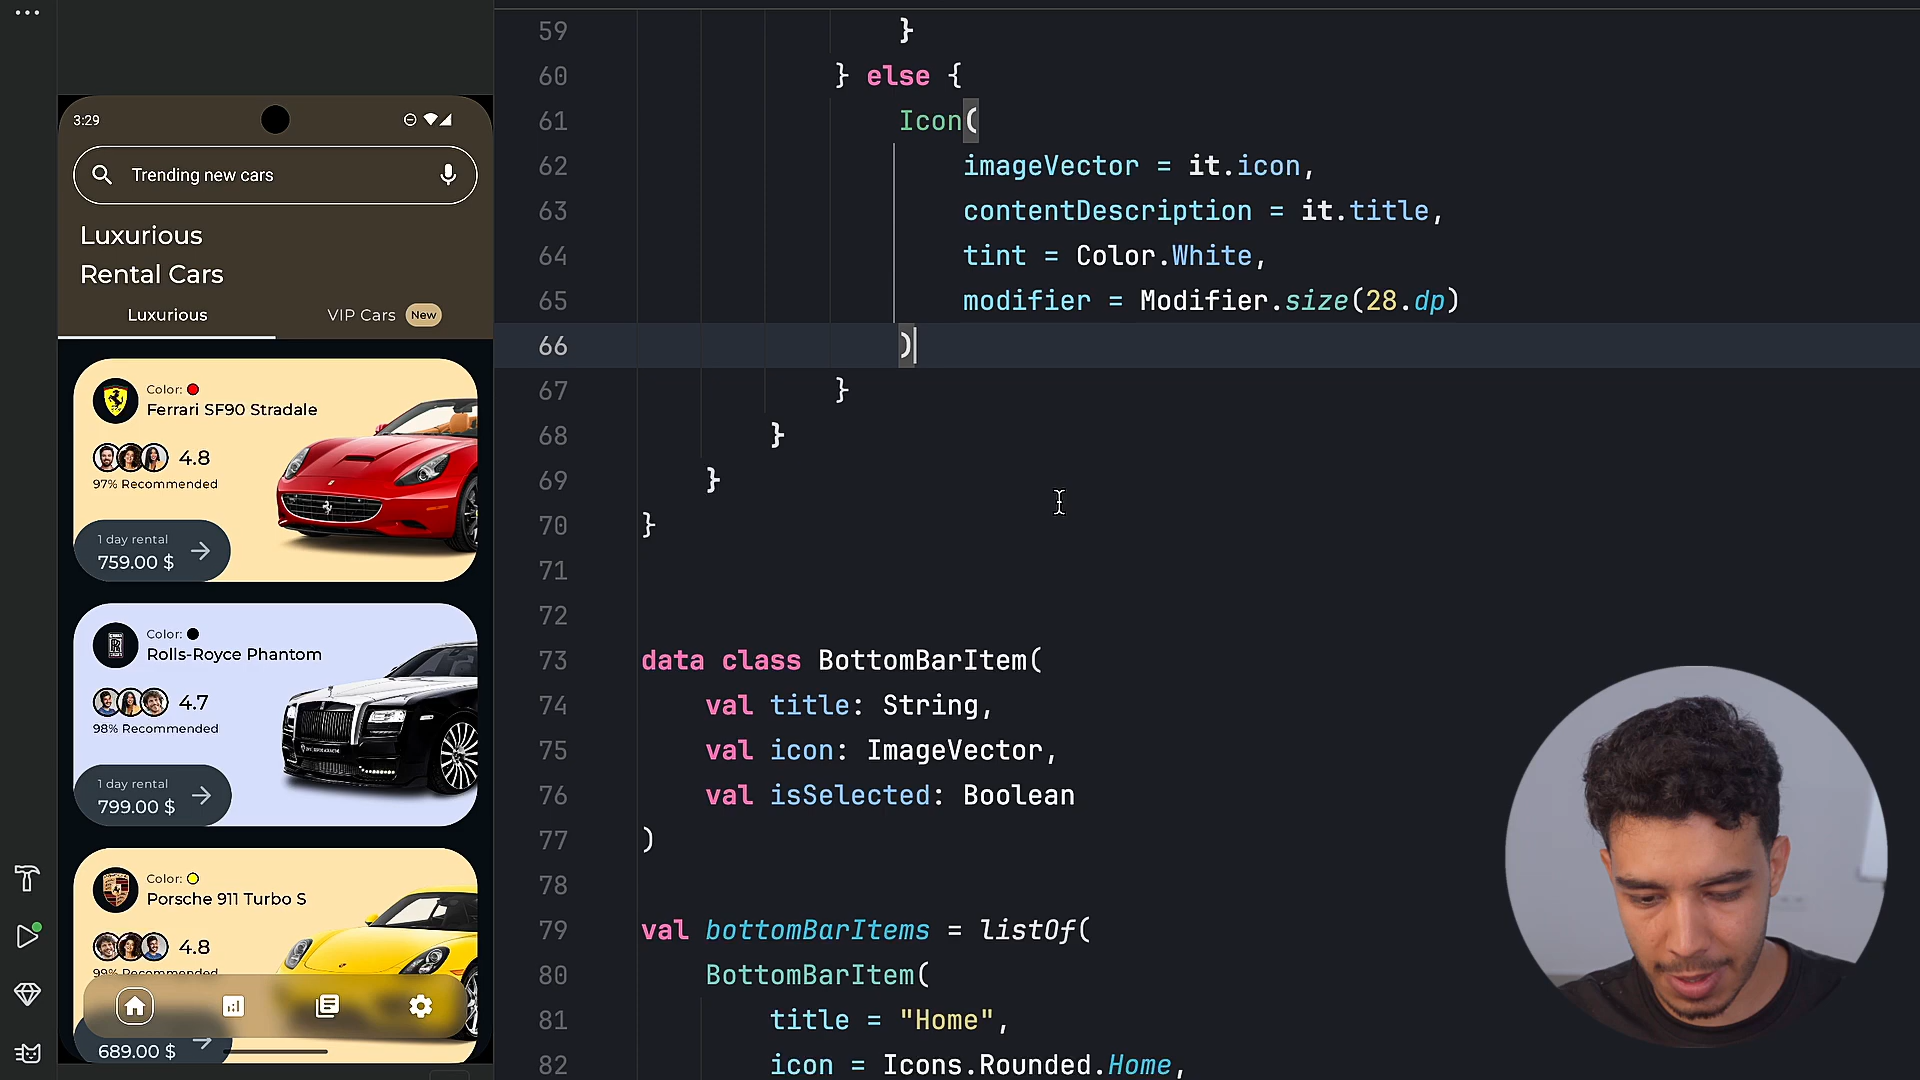 3:29
Trending new cars
Luxurious
Rental Cars
Luxurious
VIP Cars New
Color:
Ferrari SF90 Stradale
4.8
97% Recommended
1 day rental
759.00 $
Color:
Rolls-Royce Phantom
4.7
98% Recommended
1 day rental
799.00 $
Color:
Porsche 911 Turbo S
4.8
99% Recommended
689.00 $
59 }
60 } else {
61 Icon(
62 imageVector = it.icon,
63 contentDescription = it.title,
64 tint = Color.White,
65 modifier = Modifier.size(28.dp)
66 )
67 }
68 }
69 }
70 }
71
72
73 data class BottomBarItem(
74 val title: String,
75 val icon: ImageVector,
76 val isSelected: Boolean
77 )
78
79 val bottomBarItems = listOf(
80 BottomBarItem(
81 title = "Home",
82 icon = Icons.Rounded.Home,